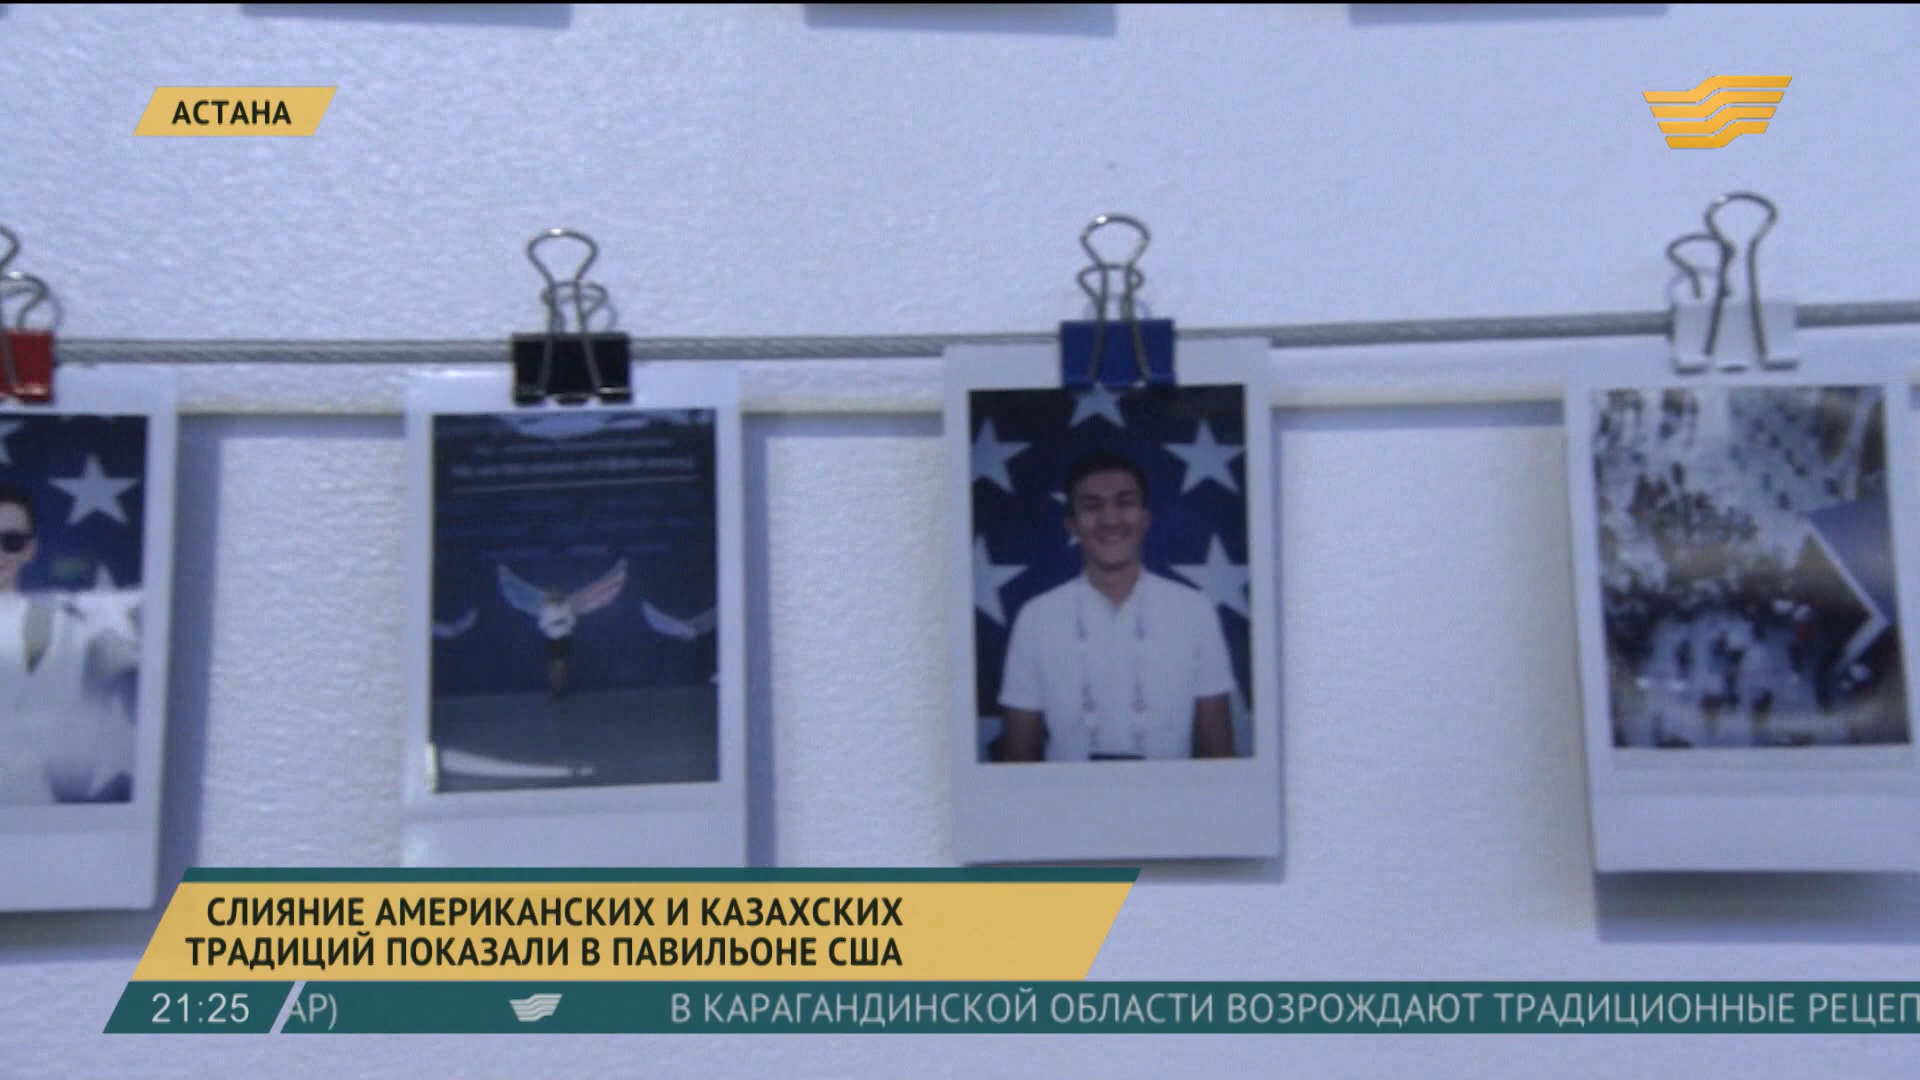 АСТАНА
СЛИЯНИЕ АМЕРИКАНСКИХ И КАЗАХСКИХ
ТРАДИЦИЙ ПОКАЗАЛИ В ПАВИЛЬОНЕ США
21:25 АР) В КАРАГАНДИНСКОЙ ОБЛАСТИ ВОЗРОЖДАЮТ ТРАДИЦИОННЫЕ РЕЦЕП